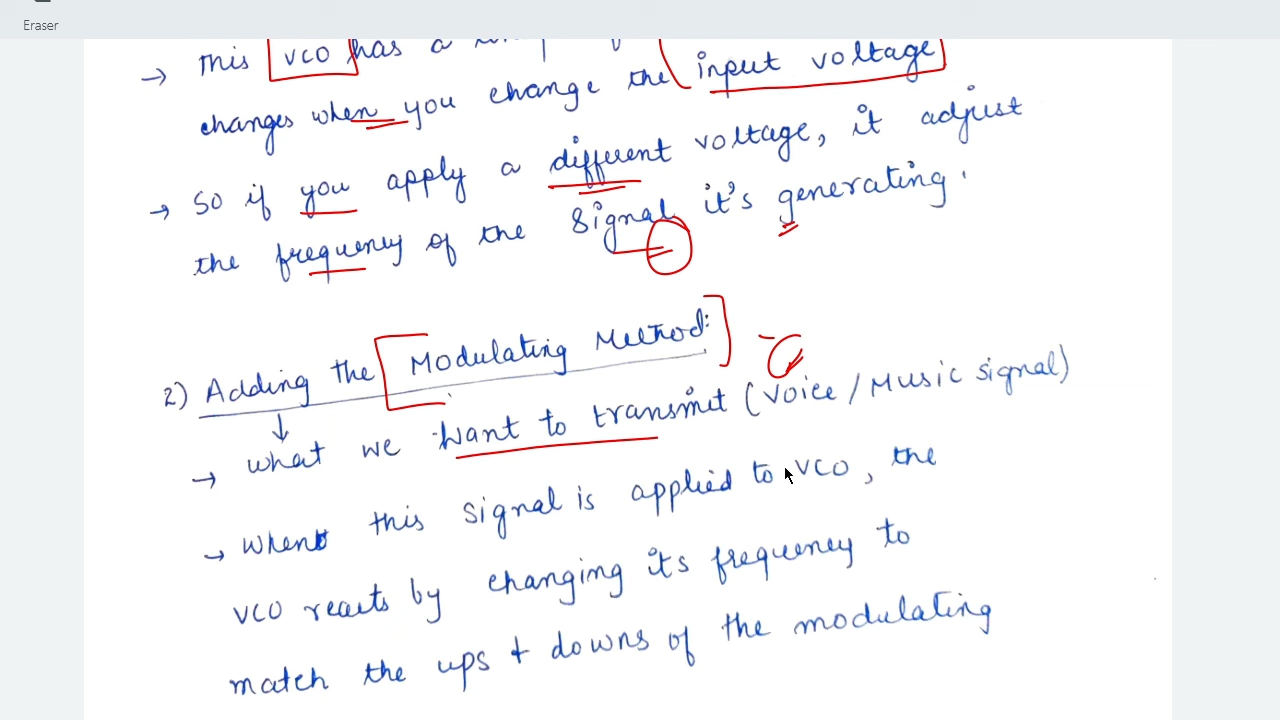 Eraser
→ This VCO has a
changes when you change the input voltage
→ So if you apply a different voltage, it adjust
the frequency of the signal it's generating.
2) Adding the Modulating Method:
→ what we want to transmit (voice / Music signal)
→ when this signal is applied to VCO, the
VCO reacts by changing its frequency to
match the ups + downs of the modulating